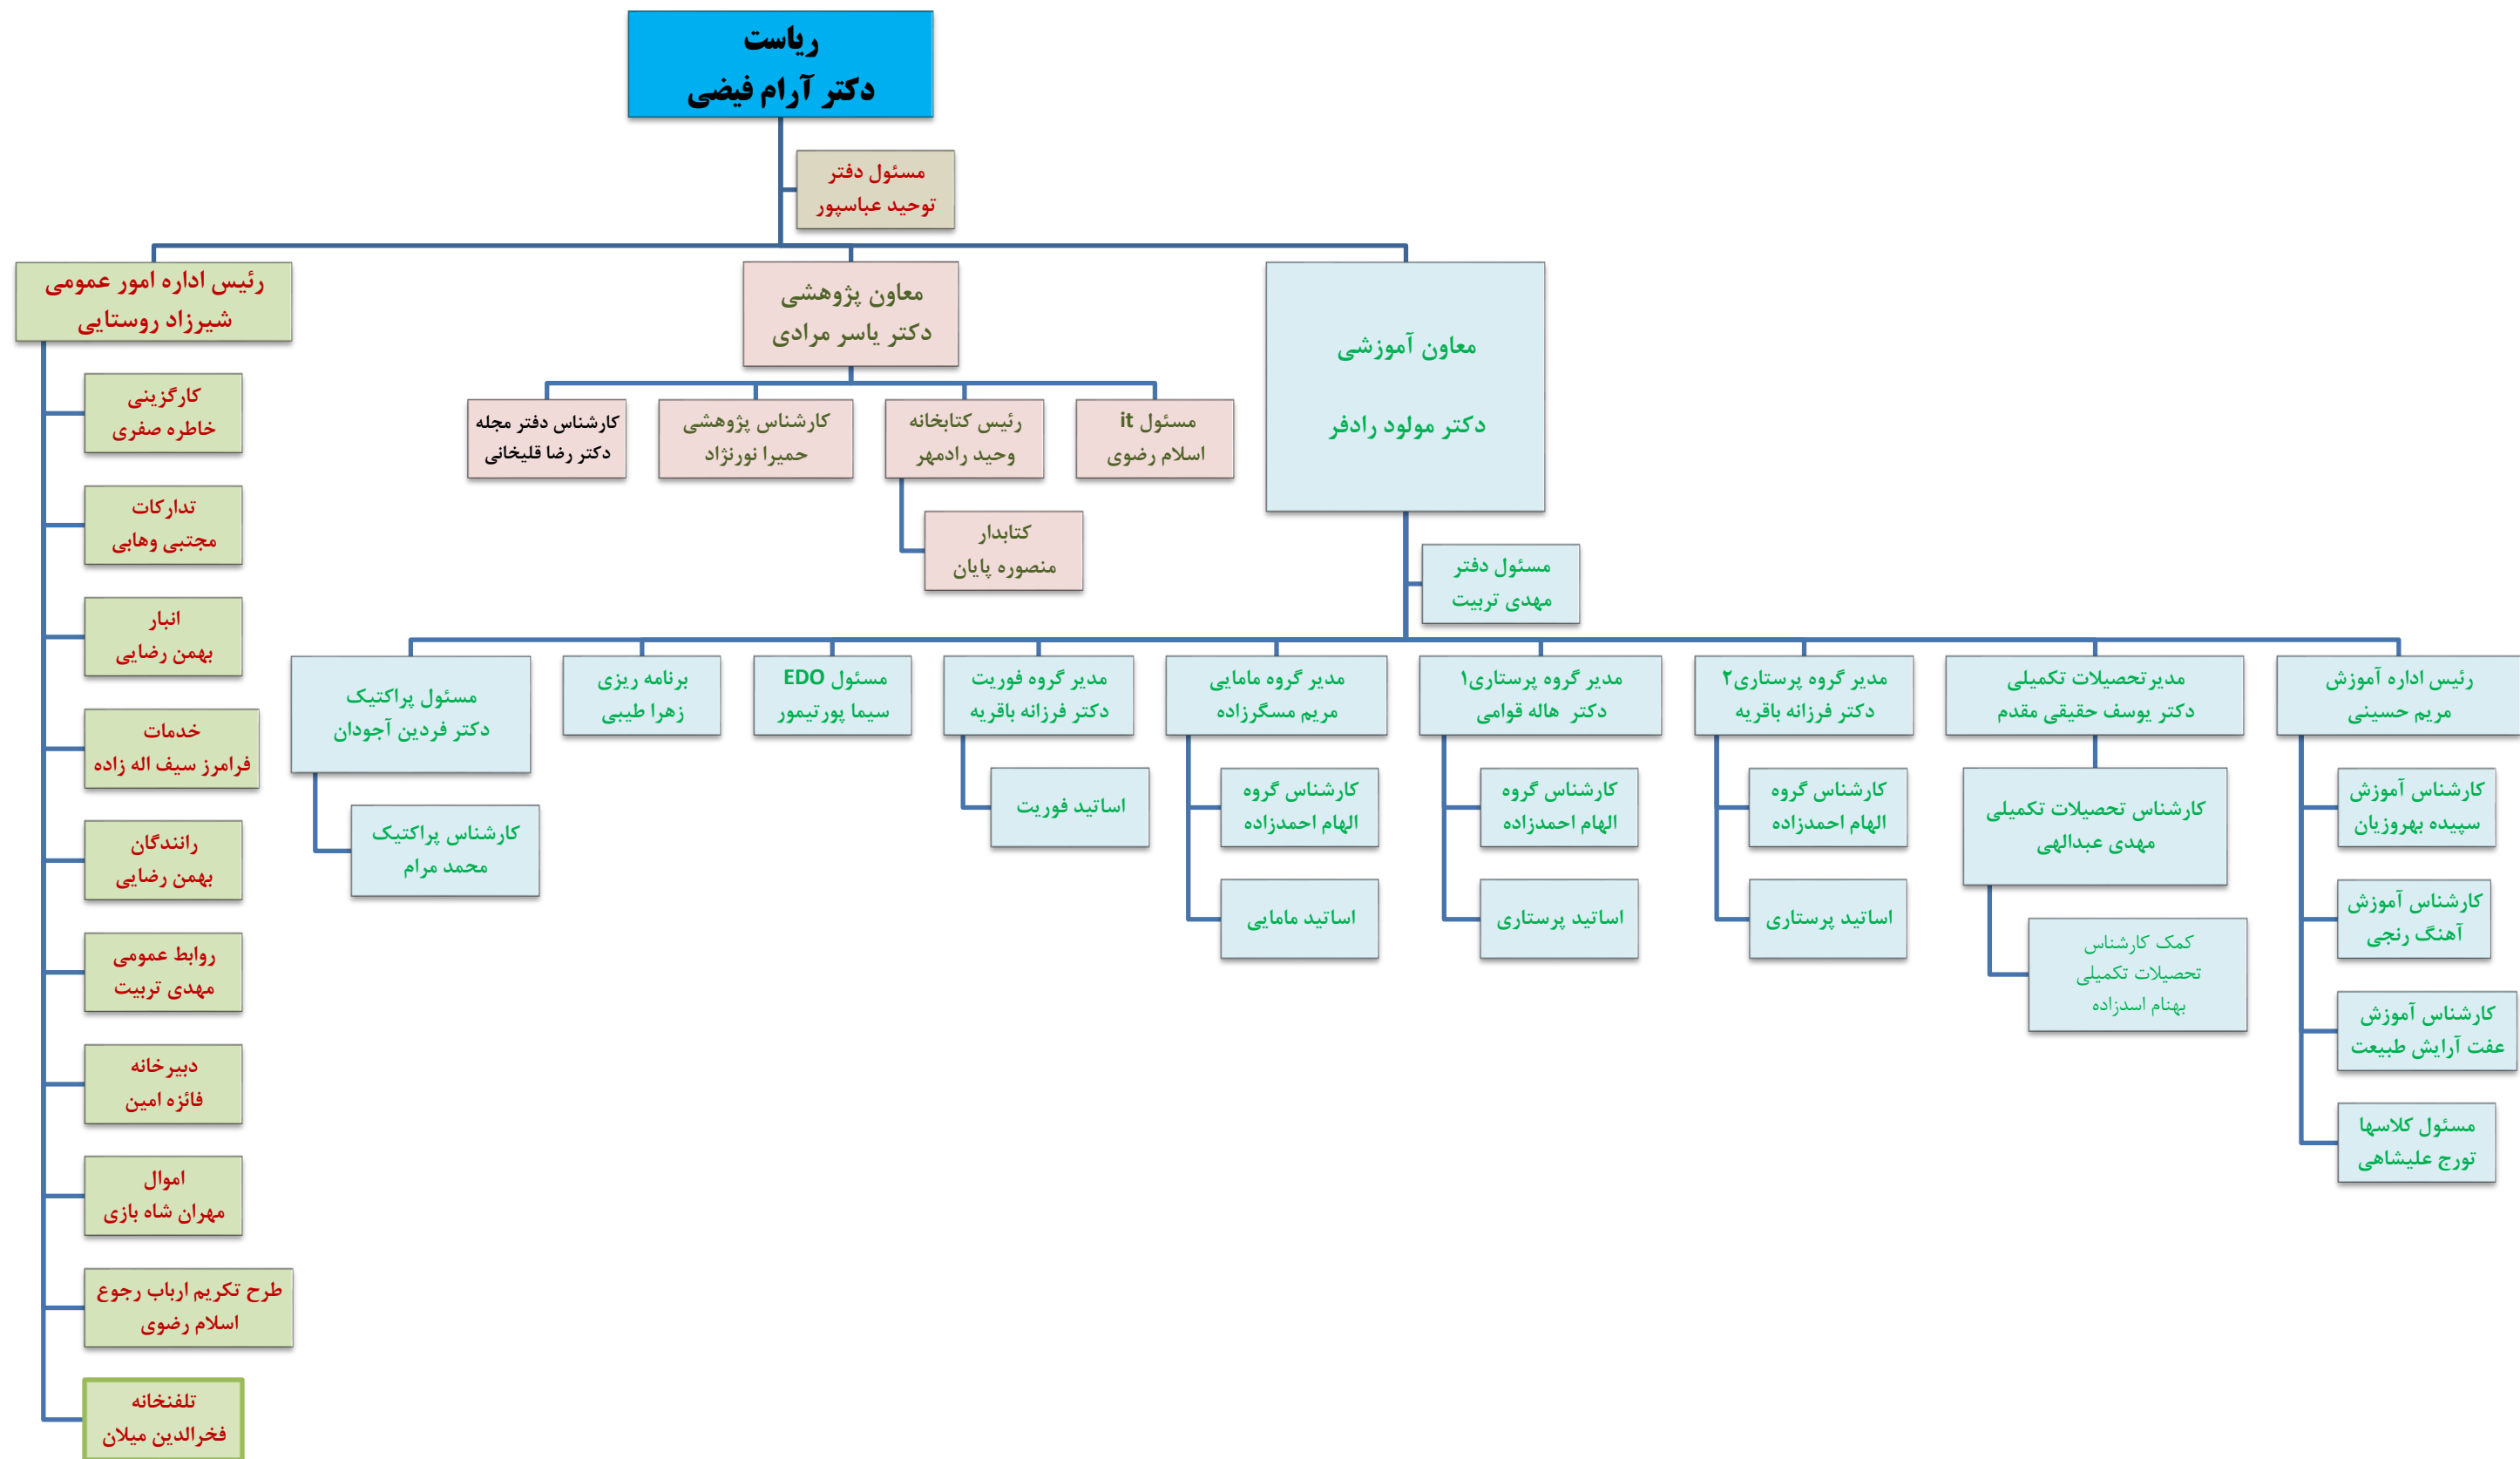 ریاست
دکتر آرام فیضی
مسئول دفتر
توحید عباسپور
معاون آموزشی
دکتر مولود رادفر
معاون پژوهشی
دکتر یاسر مرادی
رئیس اداره امور عمومی
شیرزاد روستایی
مسئول it
اسلام رضوی
رئیس کتابخانه
وحید رادمهر
کارشناس پژوهشی
حمیرا نورنژاد
کارشناس دفتر مجله
دکتر رضا قلیخانی
کتابدار
منصوره پایان
مسئول دفتر
مهدی تربیت
رئیس اداره آموزش
مریم حسینی
مدیرتحصیلات تکمیلی
دکتر یوسف حقیقی مقدم
مدیر گروه پرستاری۲
دکتر فرزانه باقریه
مدیر گروه پرستاری۱
دکتر هاله قوامی
مدیر گروه مامایی
مریم مسگرزاده
مدیر گروه فوریت
دکتر فرزانه باقریه
مسئول EDO
سیما پورتیمور
برنامه ریزی
زهرا طیبی
مسئول پراکتیک
دکتر فردین آجودان
کارشناس آموزش
سپیده بهروزیان
کارشناس آموزش
آهنگ رنجی
کارشناس آموزش
عفت آرایش طبیعت
مسئول کلاسها
تورج علیشاهی
کارشناس تحصیلات تکمیلی
مهدی عبدالهی
کمک کارشناس
تحصیلات تکمیلی
بهنام اسدزاده
کارشناس گروه
الهام احمدزاده
اساتید پرستاری
کارشناس گروه
الهام احمدزاده
اساتید پرستاری
کارشناس گروه
الهام احمدزاده
اساتید مامایی
اساتید فوریت
کارشناس پراکتیک
محمد مرام
کارگزینی
خاطره صفری
تدارکات
مجتبی وهابی
انبار
بهمن رضایی
خدمات
فرامرز سیف اله زاده
رانندگان
بهمن رضایی
روابط عمومی
مهدی تربیت
دبیرخانه
فائزه امین
اموال
مهران شاه بازی
طرح تکریم ارباب رجوع
اسلام رضوی
تلفنخانه
فخرالدین میلان